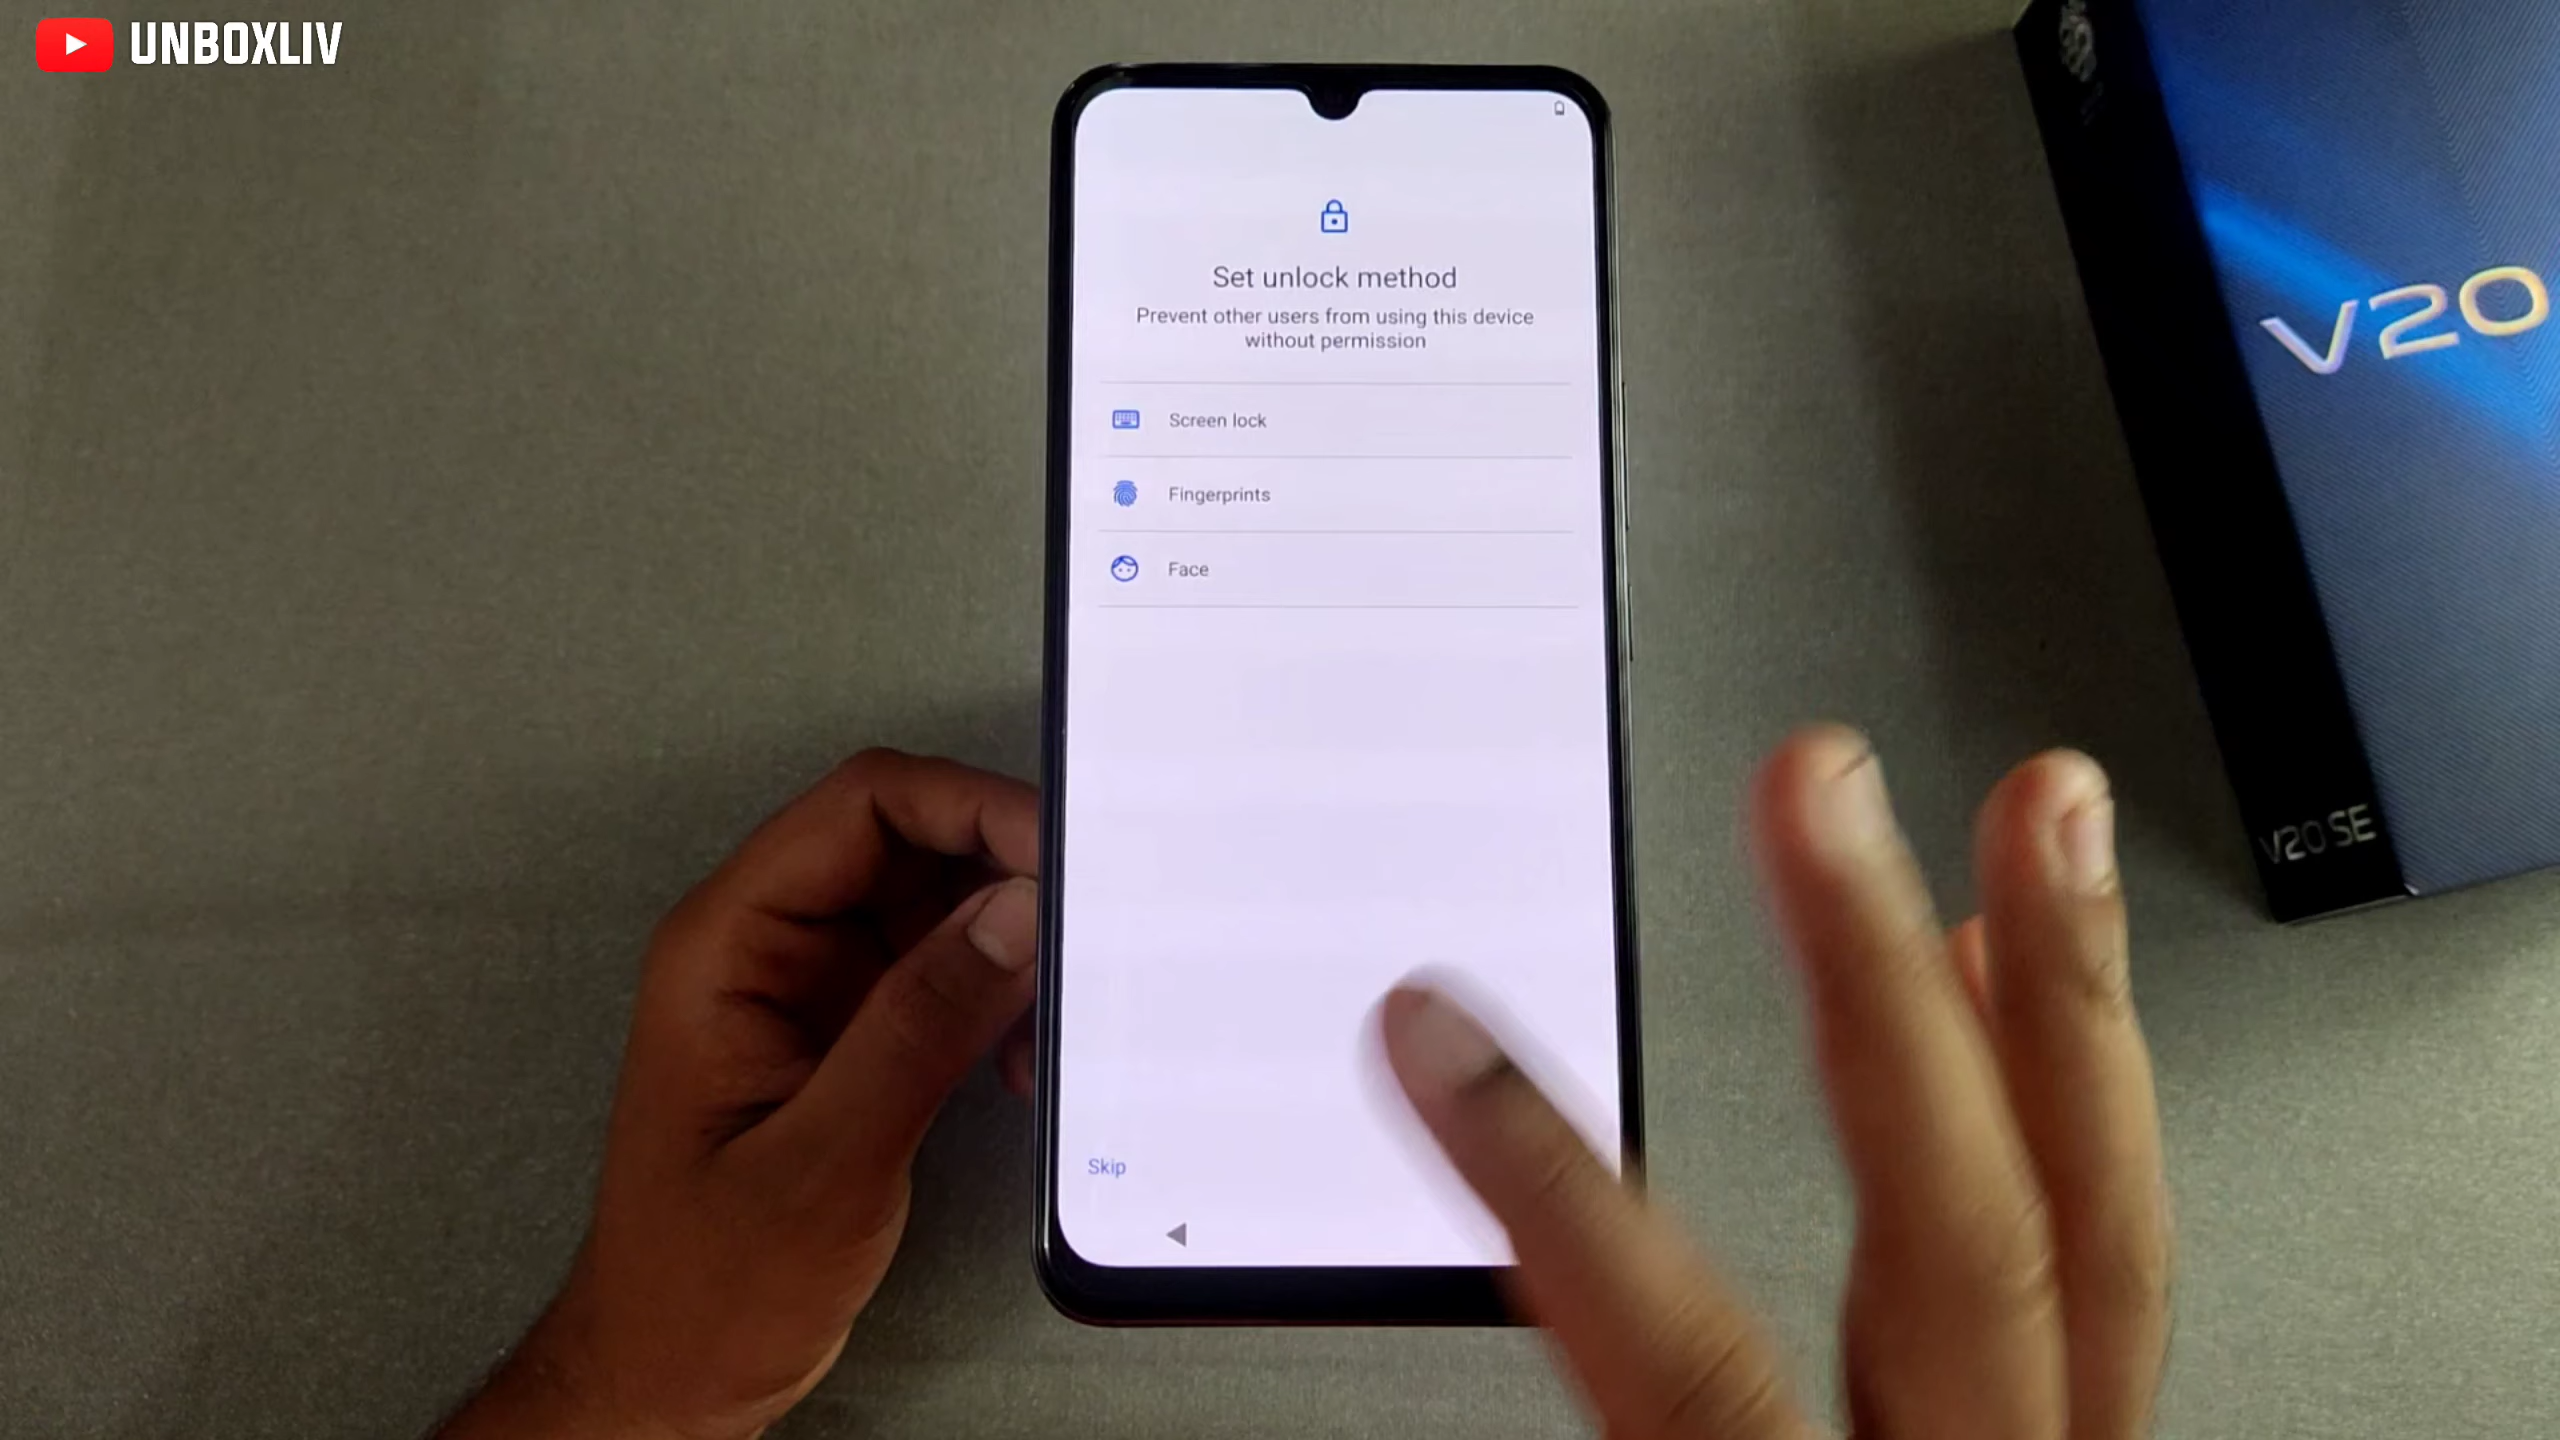 UNBOXLIV
Set unlock method
Prevent other users from using this device
without permission
Screen lock
Fingerprints
Face
Skip
V20
V20 SE